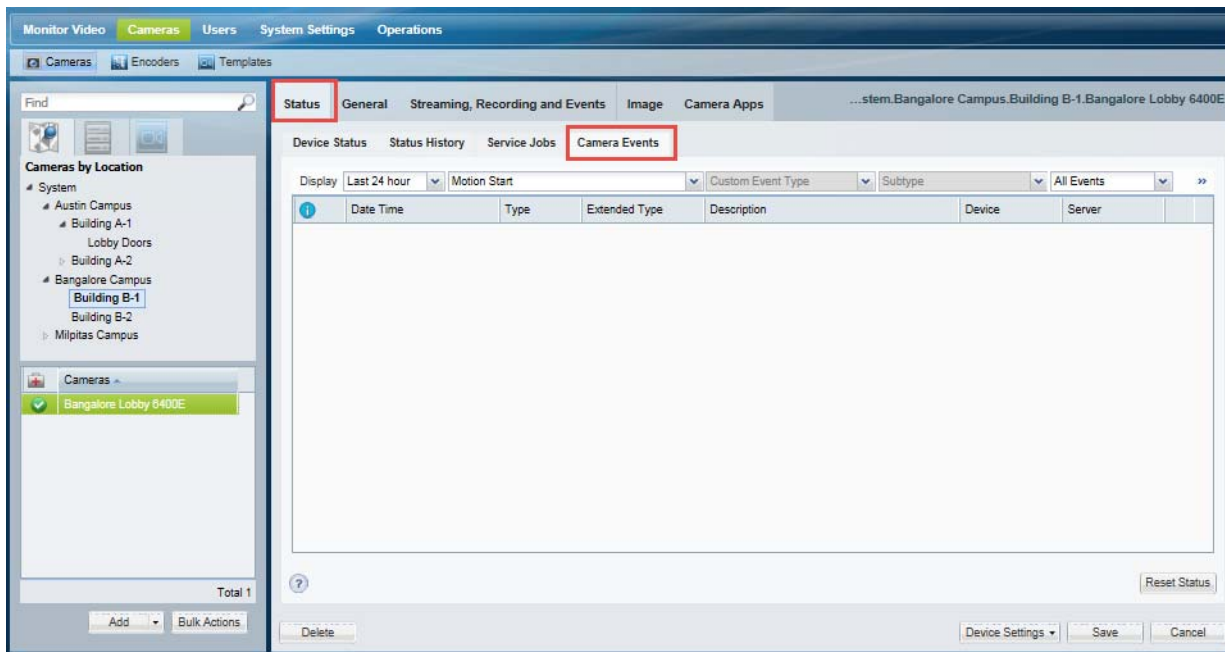 Monitor Video Cameras Users System Settings Operations
Cameras Encoders Templates
Find
Cameras by Location
System
Austin Campus
Building A-1
Lobby Doors
Building A-2
Bangalore Campus
Building B-1
Building B-2
Milpitas Campus
Cameras
Bangalore Lobby 6400E
Total 1
Add Bulk Actions
Status General Streaming, Recording and Events Image Camera Apps ...stem.Bangalore Campus.Building B-1.Bangalore Lobby 6400E
Device Status Status History Service Jobs Camera Events
Display Last 24 hour Motion Start Custom Event Type Subtype All Events »
Date Time Type Extended Type Description Device Server
? Reset Status
Delete Device Settings Save Cancel